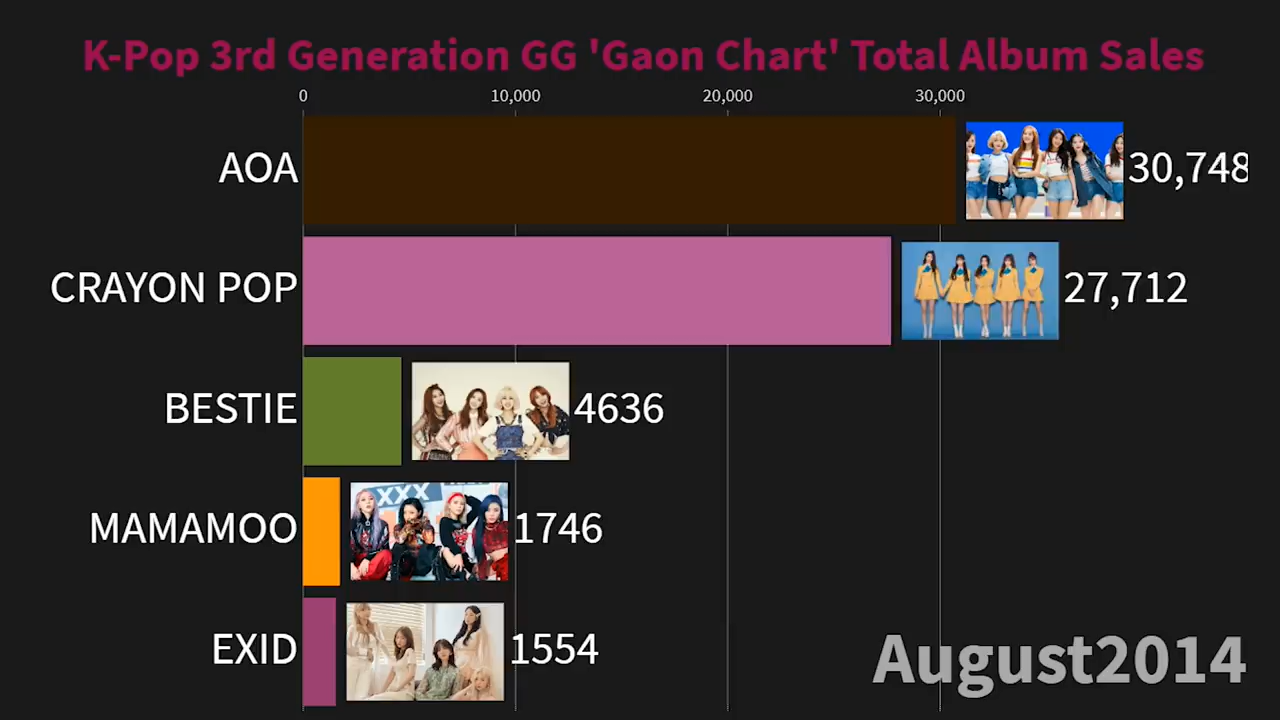 K-Pop 3rd Generation GG 'Gaon Chart' Total Album Sales
0 10,000 20,000 30,000
AOA 30,748
CRAYON POP 27,712
BESTIE 4636
MAMAMOO XXX 1746
EXID 1554
August2014